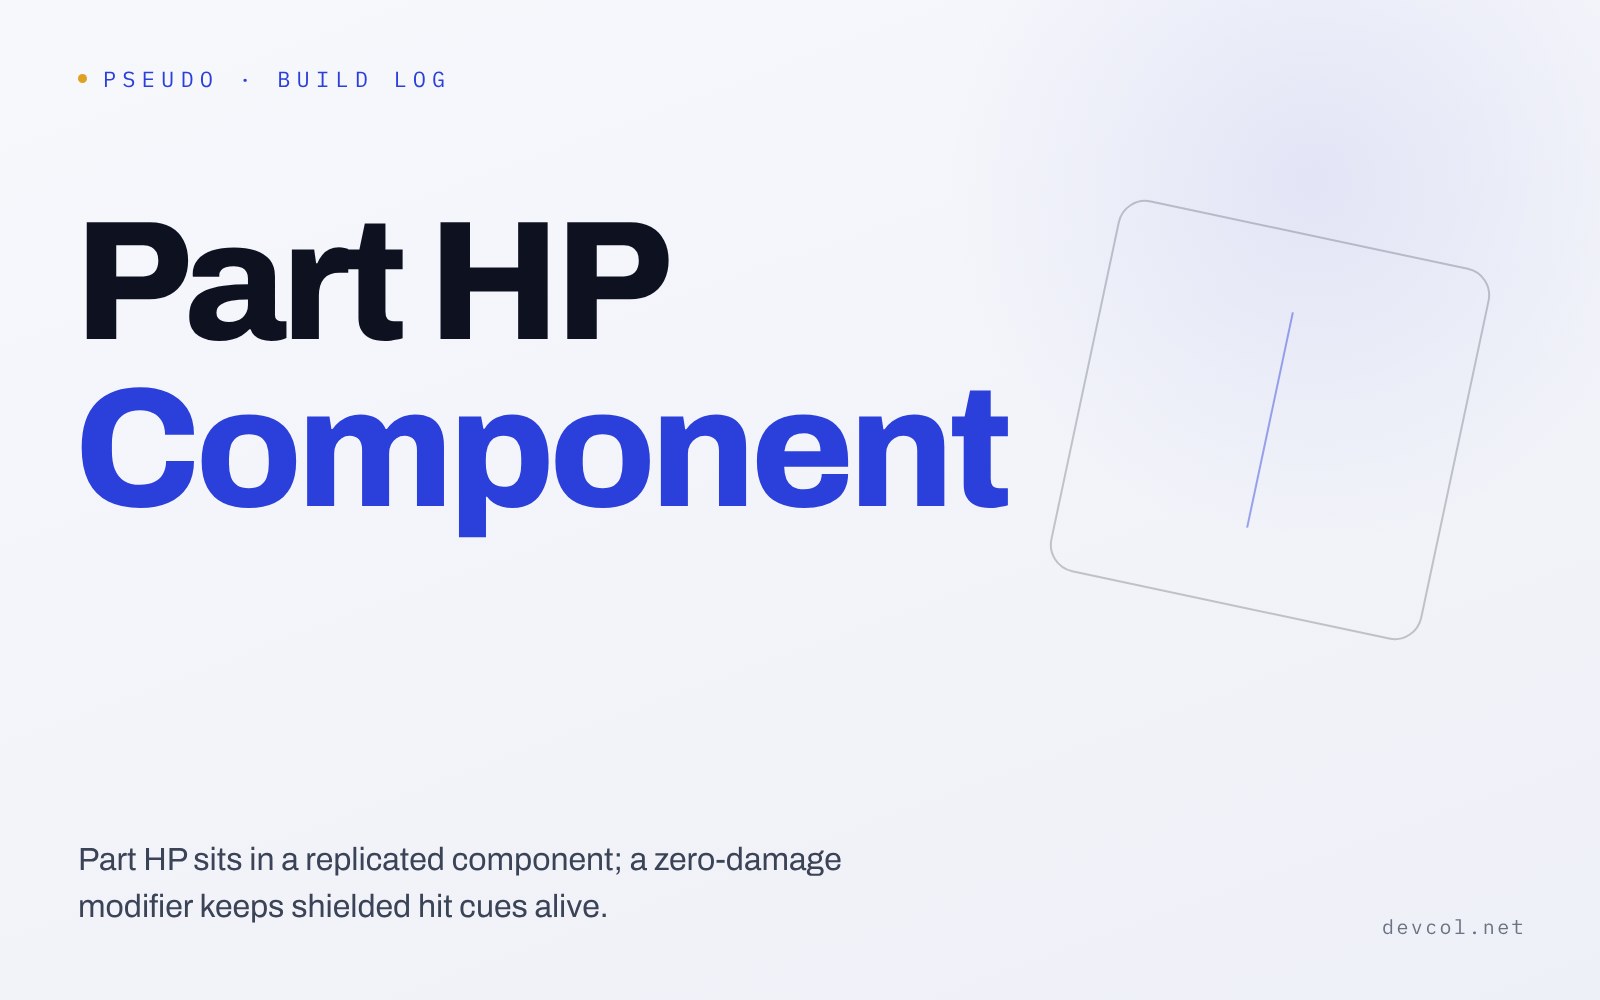 PSEUDO · BUILD LOG
Part HP
Component
Part HP sits in a replicated component; a zero-damage
modifier keeps shielded hit cues alive.
devcol.net